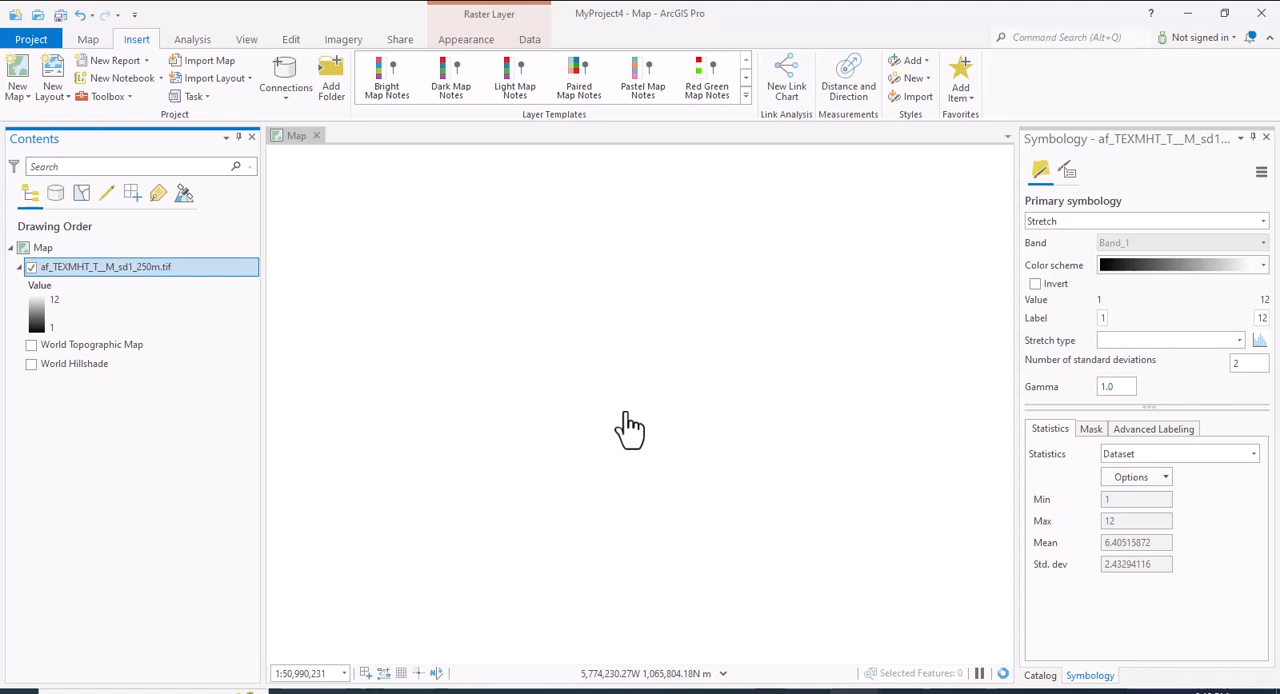 Raster Layer
MyProject4 - Map - ArcGIS Pro
?
Project Map Insert Analysis View Edit Imagery Share Appearance Data
Command Search (Alt+Q)
Not signed in
New Map
New Layout
New Report
New Notebook
Toolbox
Import Map
Import Layout
Task
Connections
Add Folder
Project
Bright Map Notes
Dark Map Notes
Light Map Notes
Paired Map Notes
Pastel Map Notes
Red Green Map Notes
Layer Templates
New Link Chart
Link Analysis
Distance and Direction
Measurements
Add
New
Import
Styles
Add Item
Favorites
Contents
Search
Drawing Order
Map
af_TEXMHT_T__M_sd1_250m.tif
Value
12
1
World Topographic Map
World Hillshade
Map
1:50,990,231
5,774,230.27W 1,065,804.18N m
Selected Features: 0
Symbology - af_TEXMHT_T__M_sd1...
Primary symbology
Stretch
Band Band_1
Color scheme
Invert
Value 1 12
Label 1 12
Stretch type
Number of standard deviations 2
Gamma 1.0
Statistics Mask Advanced Labeling
Statistics Dataset
Options
Min 1
Max 12
Mean 6.40515872
Std. dev 2.43294116
Catalog Symbology